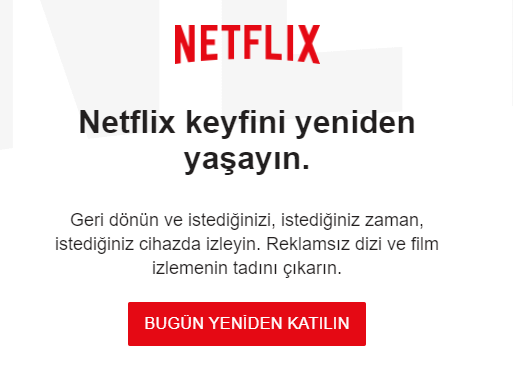 NETFLIX
Netflix keyfini yeniden
yaşayın.
Geri dönün ve istediğinizi, istediğiniz zaman,
istediğiniz cihazda izleyin. Reklamsız dizi ve film
izlemenin tadını çıkarın.
BUGÜN YENİDEN KATILIN